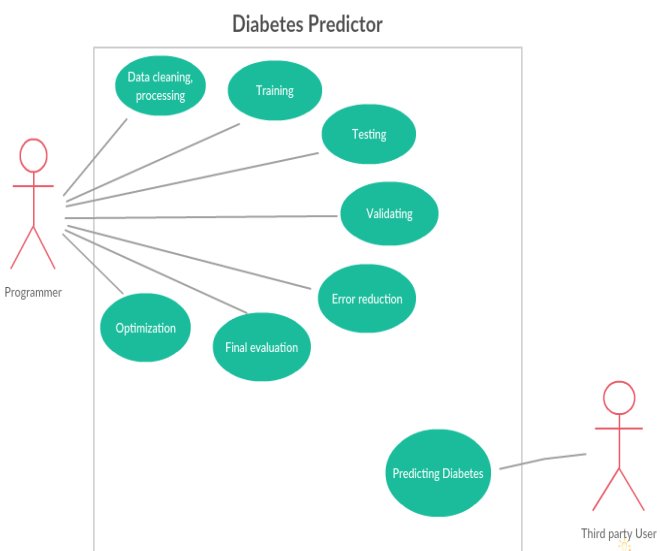 Diabetes Predictor
Data cleaning,
processing
Training
Testing
Validating
Programmer
Error reduction
Optimization
Final evaluation
Predicting Diabetes
Third party User